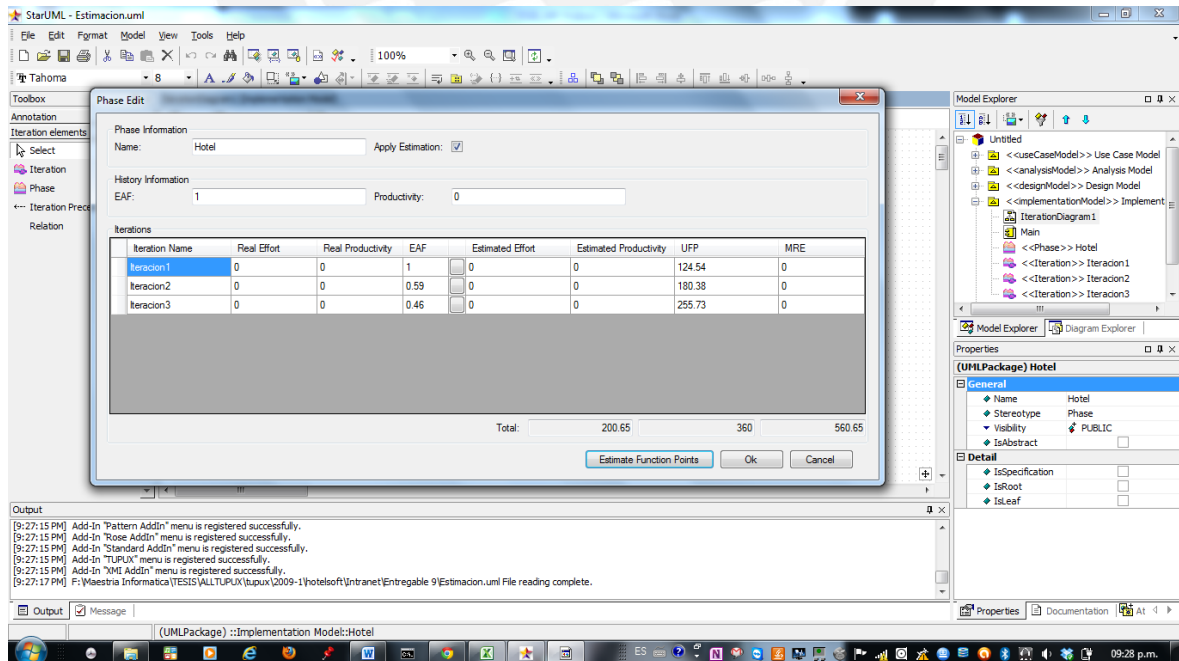 StarUML - Estimacion.uml
File Edit Format Model View Tools Help
100%
Tahoma 8
Toolbox
Annotation
Iteration elements
Select
Iteration
Phase
Iteration Prece
Relation
Phase Edit
Phase Information
Name: Hotel Apply Estimation:
History Information
EAF: 1 Productivity: 0
Iterations
Iteration Name Real Effort Real Productivity EAF Estimated Effort Estimated Productivity UFP MRE
Iteracion1 0 0 1 0 0 124.54 0
Iteracion2 0 0 0.59 0 0 180.38 0
Iteracion3 0 0 0.46 0 0 255.73 0
Total: 200.65 360 560.65
Estimate Function Points Ok Cancel
Model Explorer
Untitled
<<useCaseModel>> Use Case Model
<<analysisModel>> Analysis Model
<<designModel>> Design Model
<<implementationModel>> Implement
IterationDiagram1
Main
<<Phase>> Hotel
<<Iteration>> Iteracion1
<<Iteration>> Iteracion2
<<Iteration>> Iteracion3
Model Explorer Diagram Explorer
Properties
(UMLPackage) Hotel
General
Name Hotel
Stereotype Phase
Visibility PUBLIC
IsAbstract
Detail
IsSpecification
IsRoot
IsLeaf
Output
[9:27:15 PM] Add-In "Pattern AddIn" menu is registered successfully.
[9:27:15 PM] Add-In "Rose AddIn" menu is registered successfully.
[9:27:15 PM] Add-In "Standard AddIn" menu is registered successfully.
[9:27:15 PM] Add-In "TUPUX" menu is registered successfully.
[9:27:15 PM] Add-In "XMI AddIn" menu is registered successfully.
[9:27:17 PM] F:\Maestria Informatica\TESIS\ALLTUPUX\tupux\2009-1\hotelsoft\Intranet\Entregable 9\Estimacion.uml File reading complete.
Output Message
Properties Documentation At
(UMLPackage) ::Implementation Model::Hotel
ES 09:28 p.m.